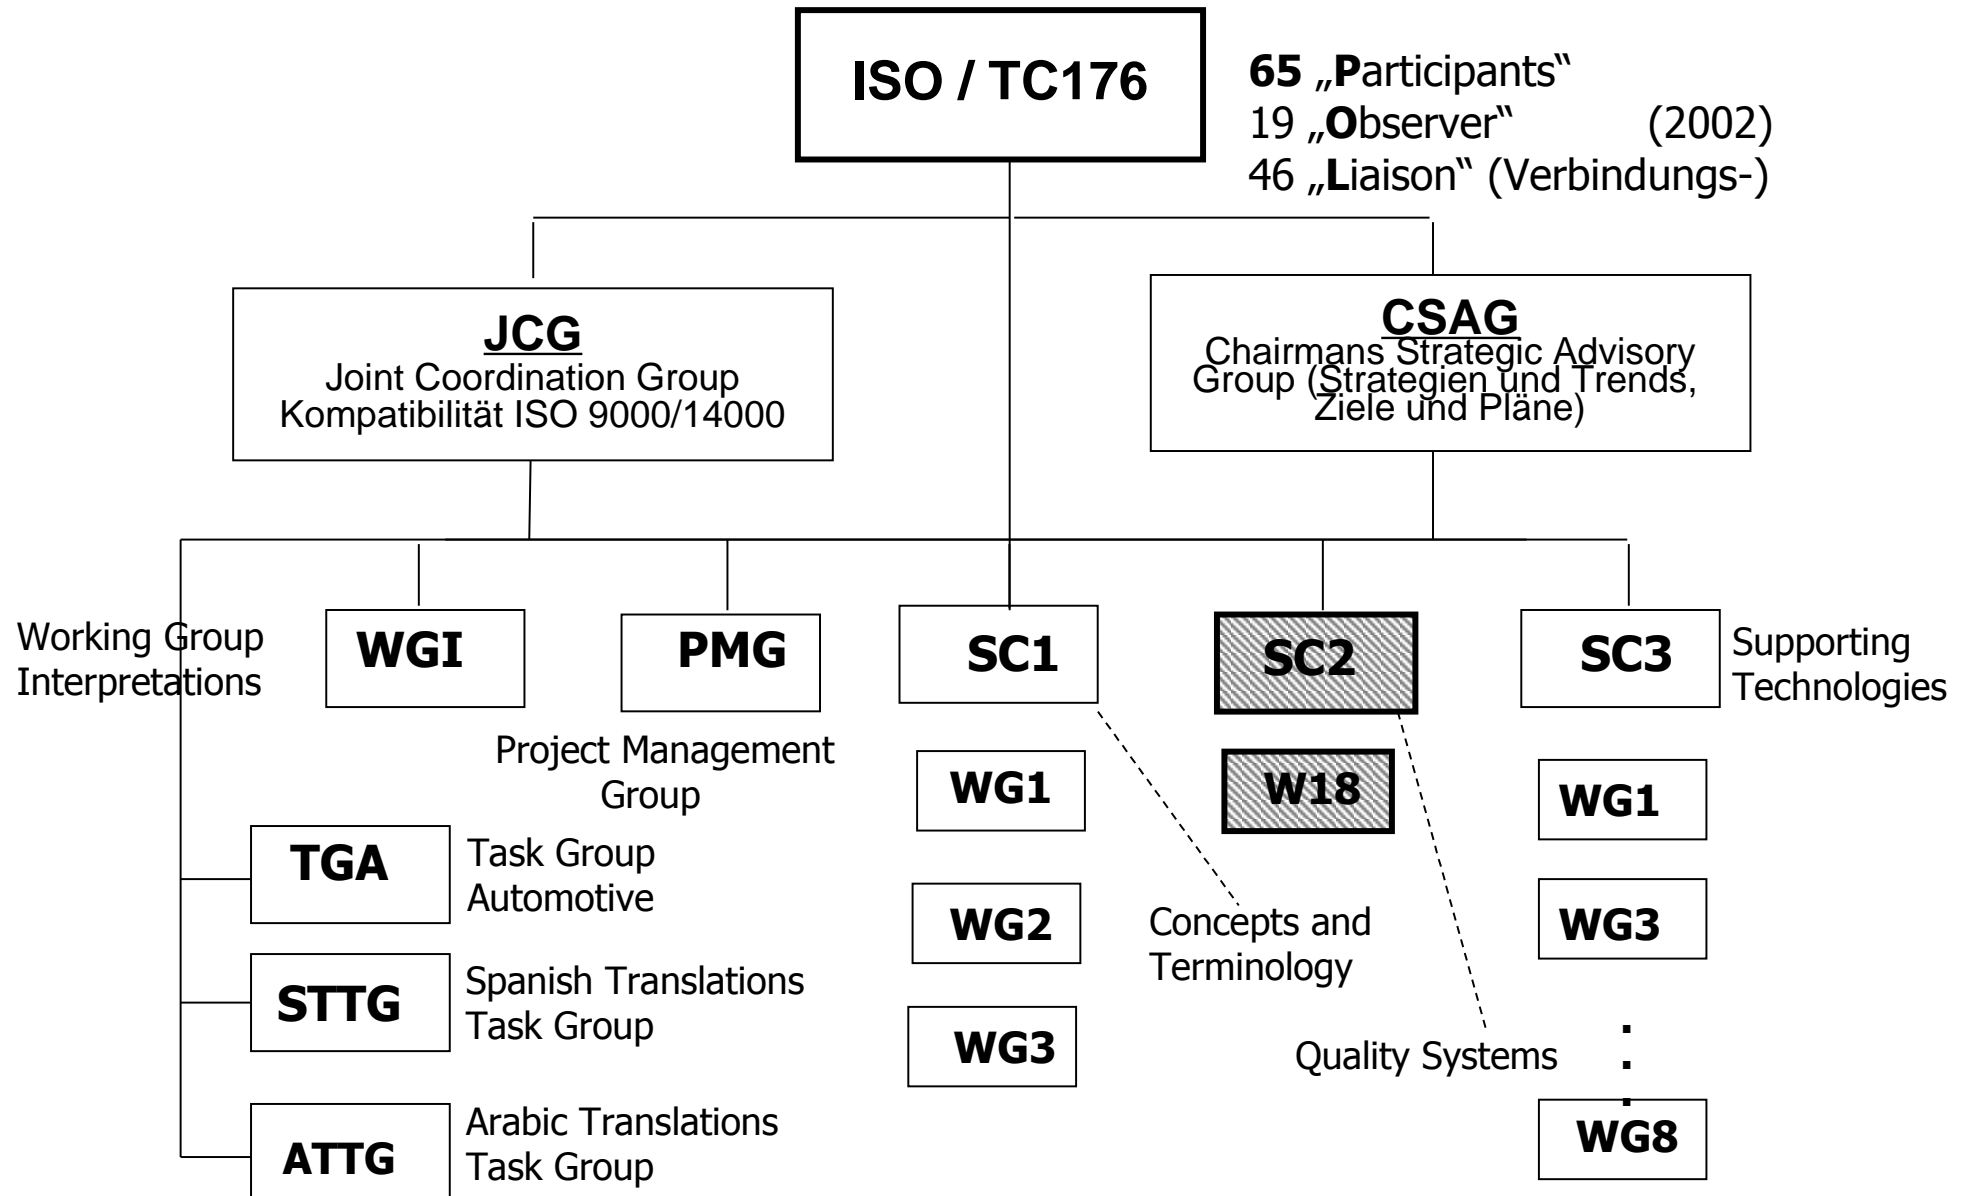 ISO / TC176
65 „Participants“
19 „Observer“ (2002)
46 „Liaison“ (Verbindungs-)
JCG
Joint Coordination Group
Kompatibilität ISO 9000/14000
CSAG
Chairmans Strategic Advisory
Group (Strategien und Trends,
Ziele und Pläne)
Working Group
Interpretations
WGI
PMG
Project Management
Group
SC1
SC2
SC3
Supporting
Technologies
WG1
WG2
WG3
Concepts and
Terminology
W18
Quality Systems
WG1
WG3
.
.
.
WG8
TGA
Task Group
Automotive
STTG
Spanish Translations
Task Group
ATTG
Arabic Translations
Task Group